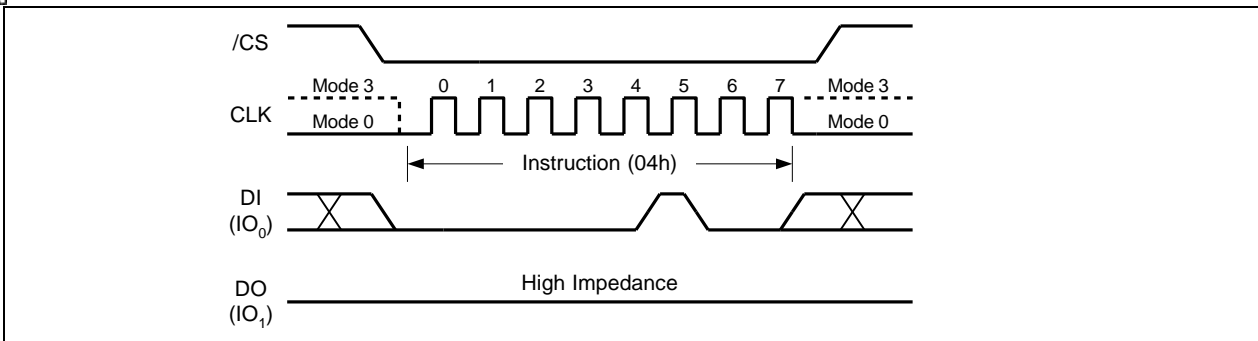 /CS
Mode 3 0 1 2 3 4 5 6 7 Mode 3
CLK
Mode 0 Mode 0
Instruction (04h)
DI
(IO0)
High Impedance
DO
(IO1)